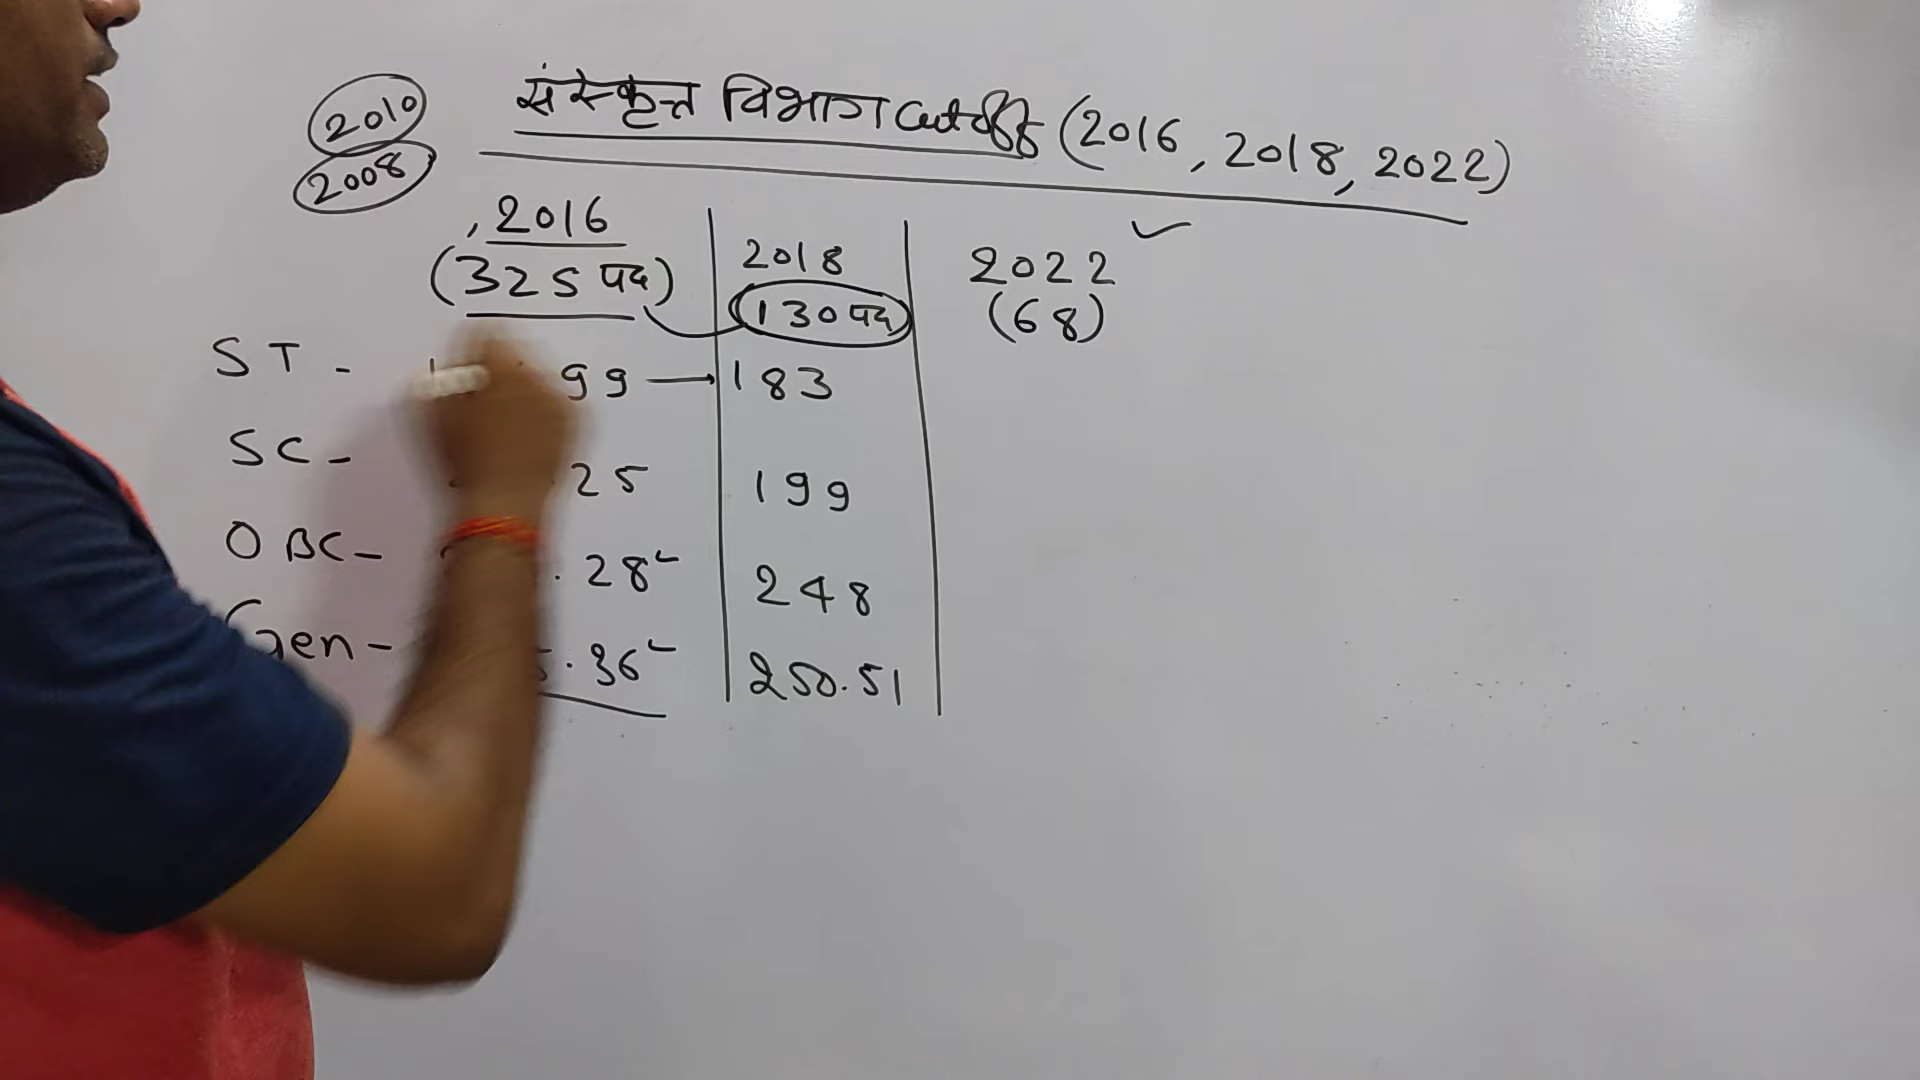 2010
2008
संस्कृत विभाग cutoff (2016, 2018, 2022)
2016 2018 2022
(325 पद) 130 पद (68)
ST - 99 → 183
SC - 25 199
OBC - . 28 248
Gen - . 36 250.51